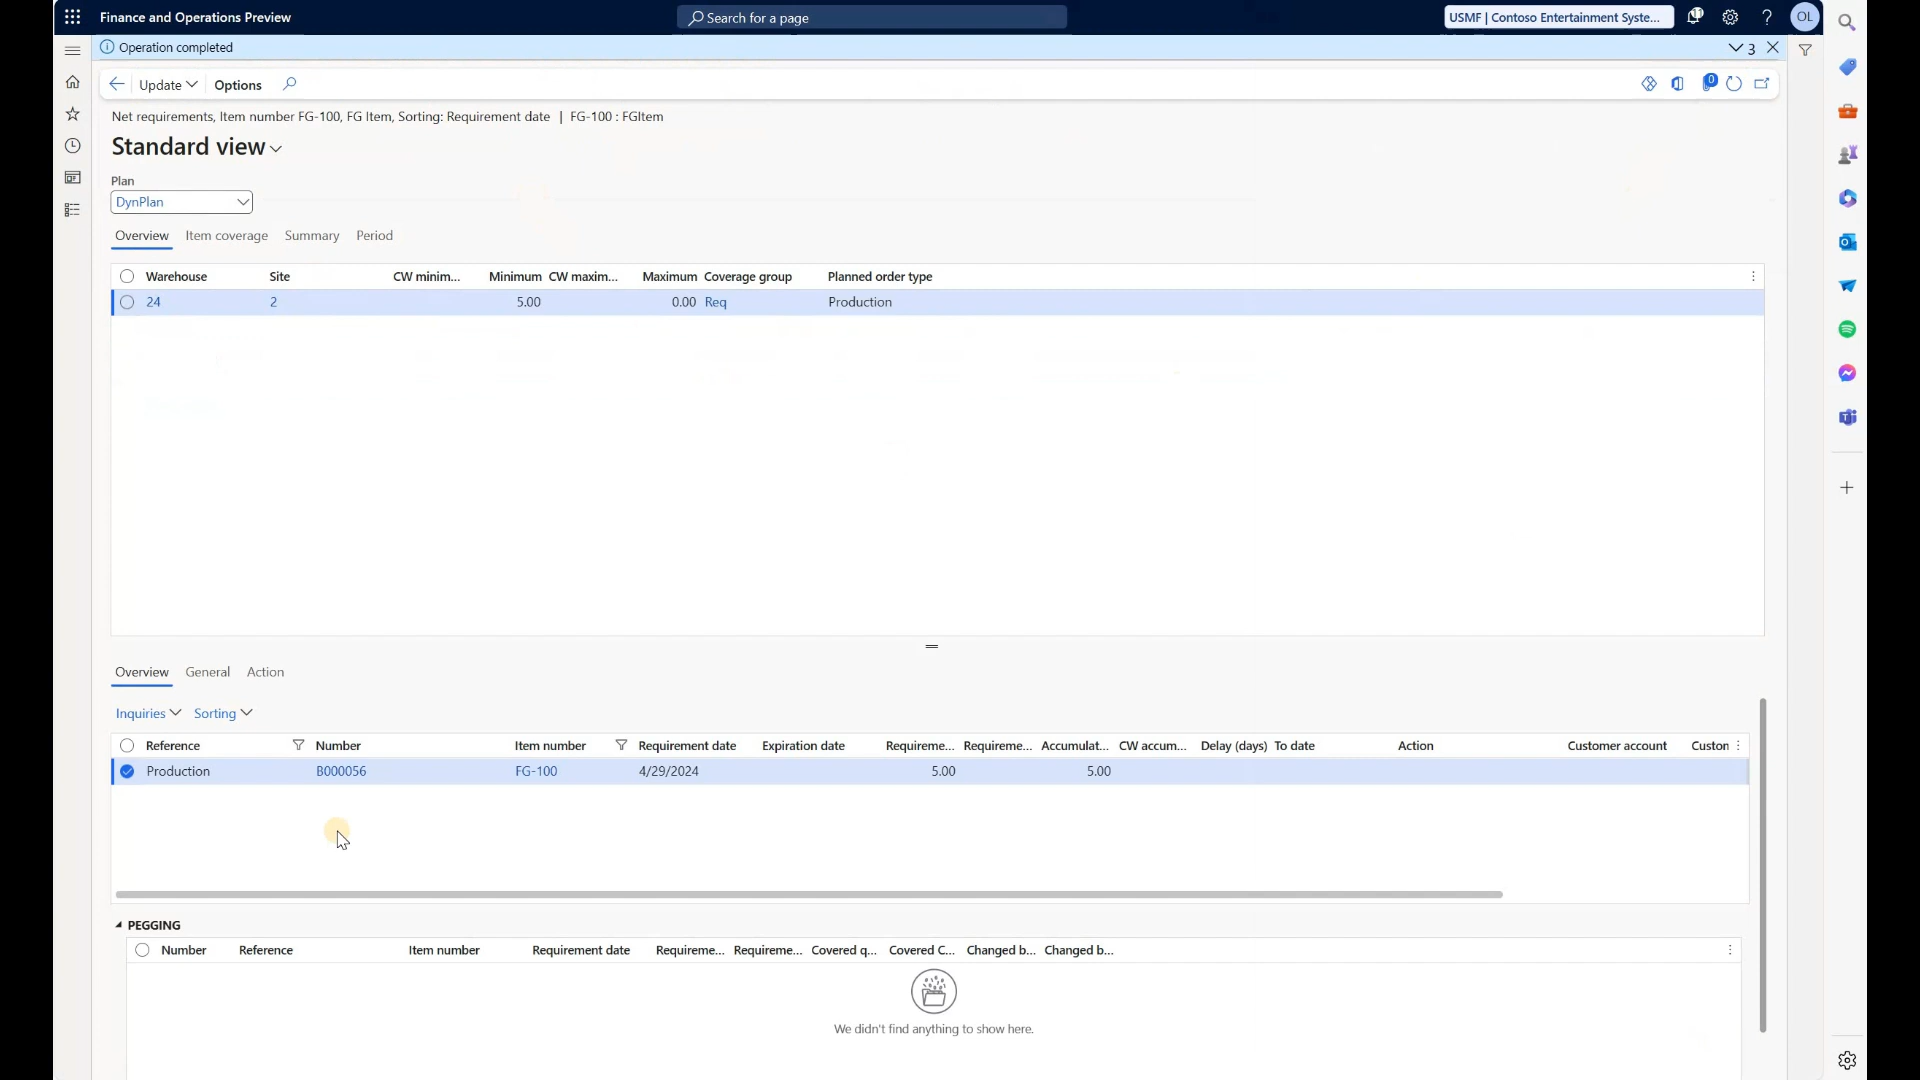 Finance and Operations Preview
Search for a page
USMF | Contoso Entertainment Syste...
11
?
OL
Operation completed
3
Update
Options
0
Net requirements, Item number FG-100, FG Item, Sorting: Requirement date | FG-100 : FGItem
Standard view
Plan
DynPlan
Overview Item coverage Summary Period
Warehouse Site CW minim... Minimum CW maxim... Maximum Coverage group Planned order type
24 2 5.00 0.00 Req Production
Overview General Action
Inquiries Sorting
Reference Number Item number Requirement date Expiration date Requireme... Requireme... Accumulat... CW accum... Delay (days) To date Action Customer account Custon
Production B000056 FG-100 4/29/2024 5.00 5.00
PEGGING
Number Reference Item number Requirement date Requireme... Requireme... Covered q... Covered C... Changed b... Changed b...
We didn't find anything to show here.